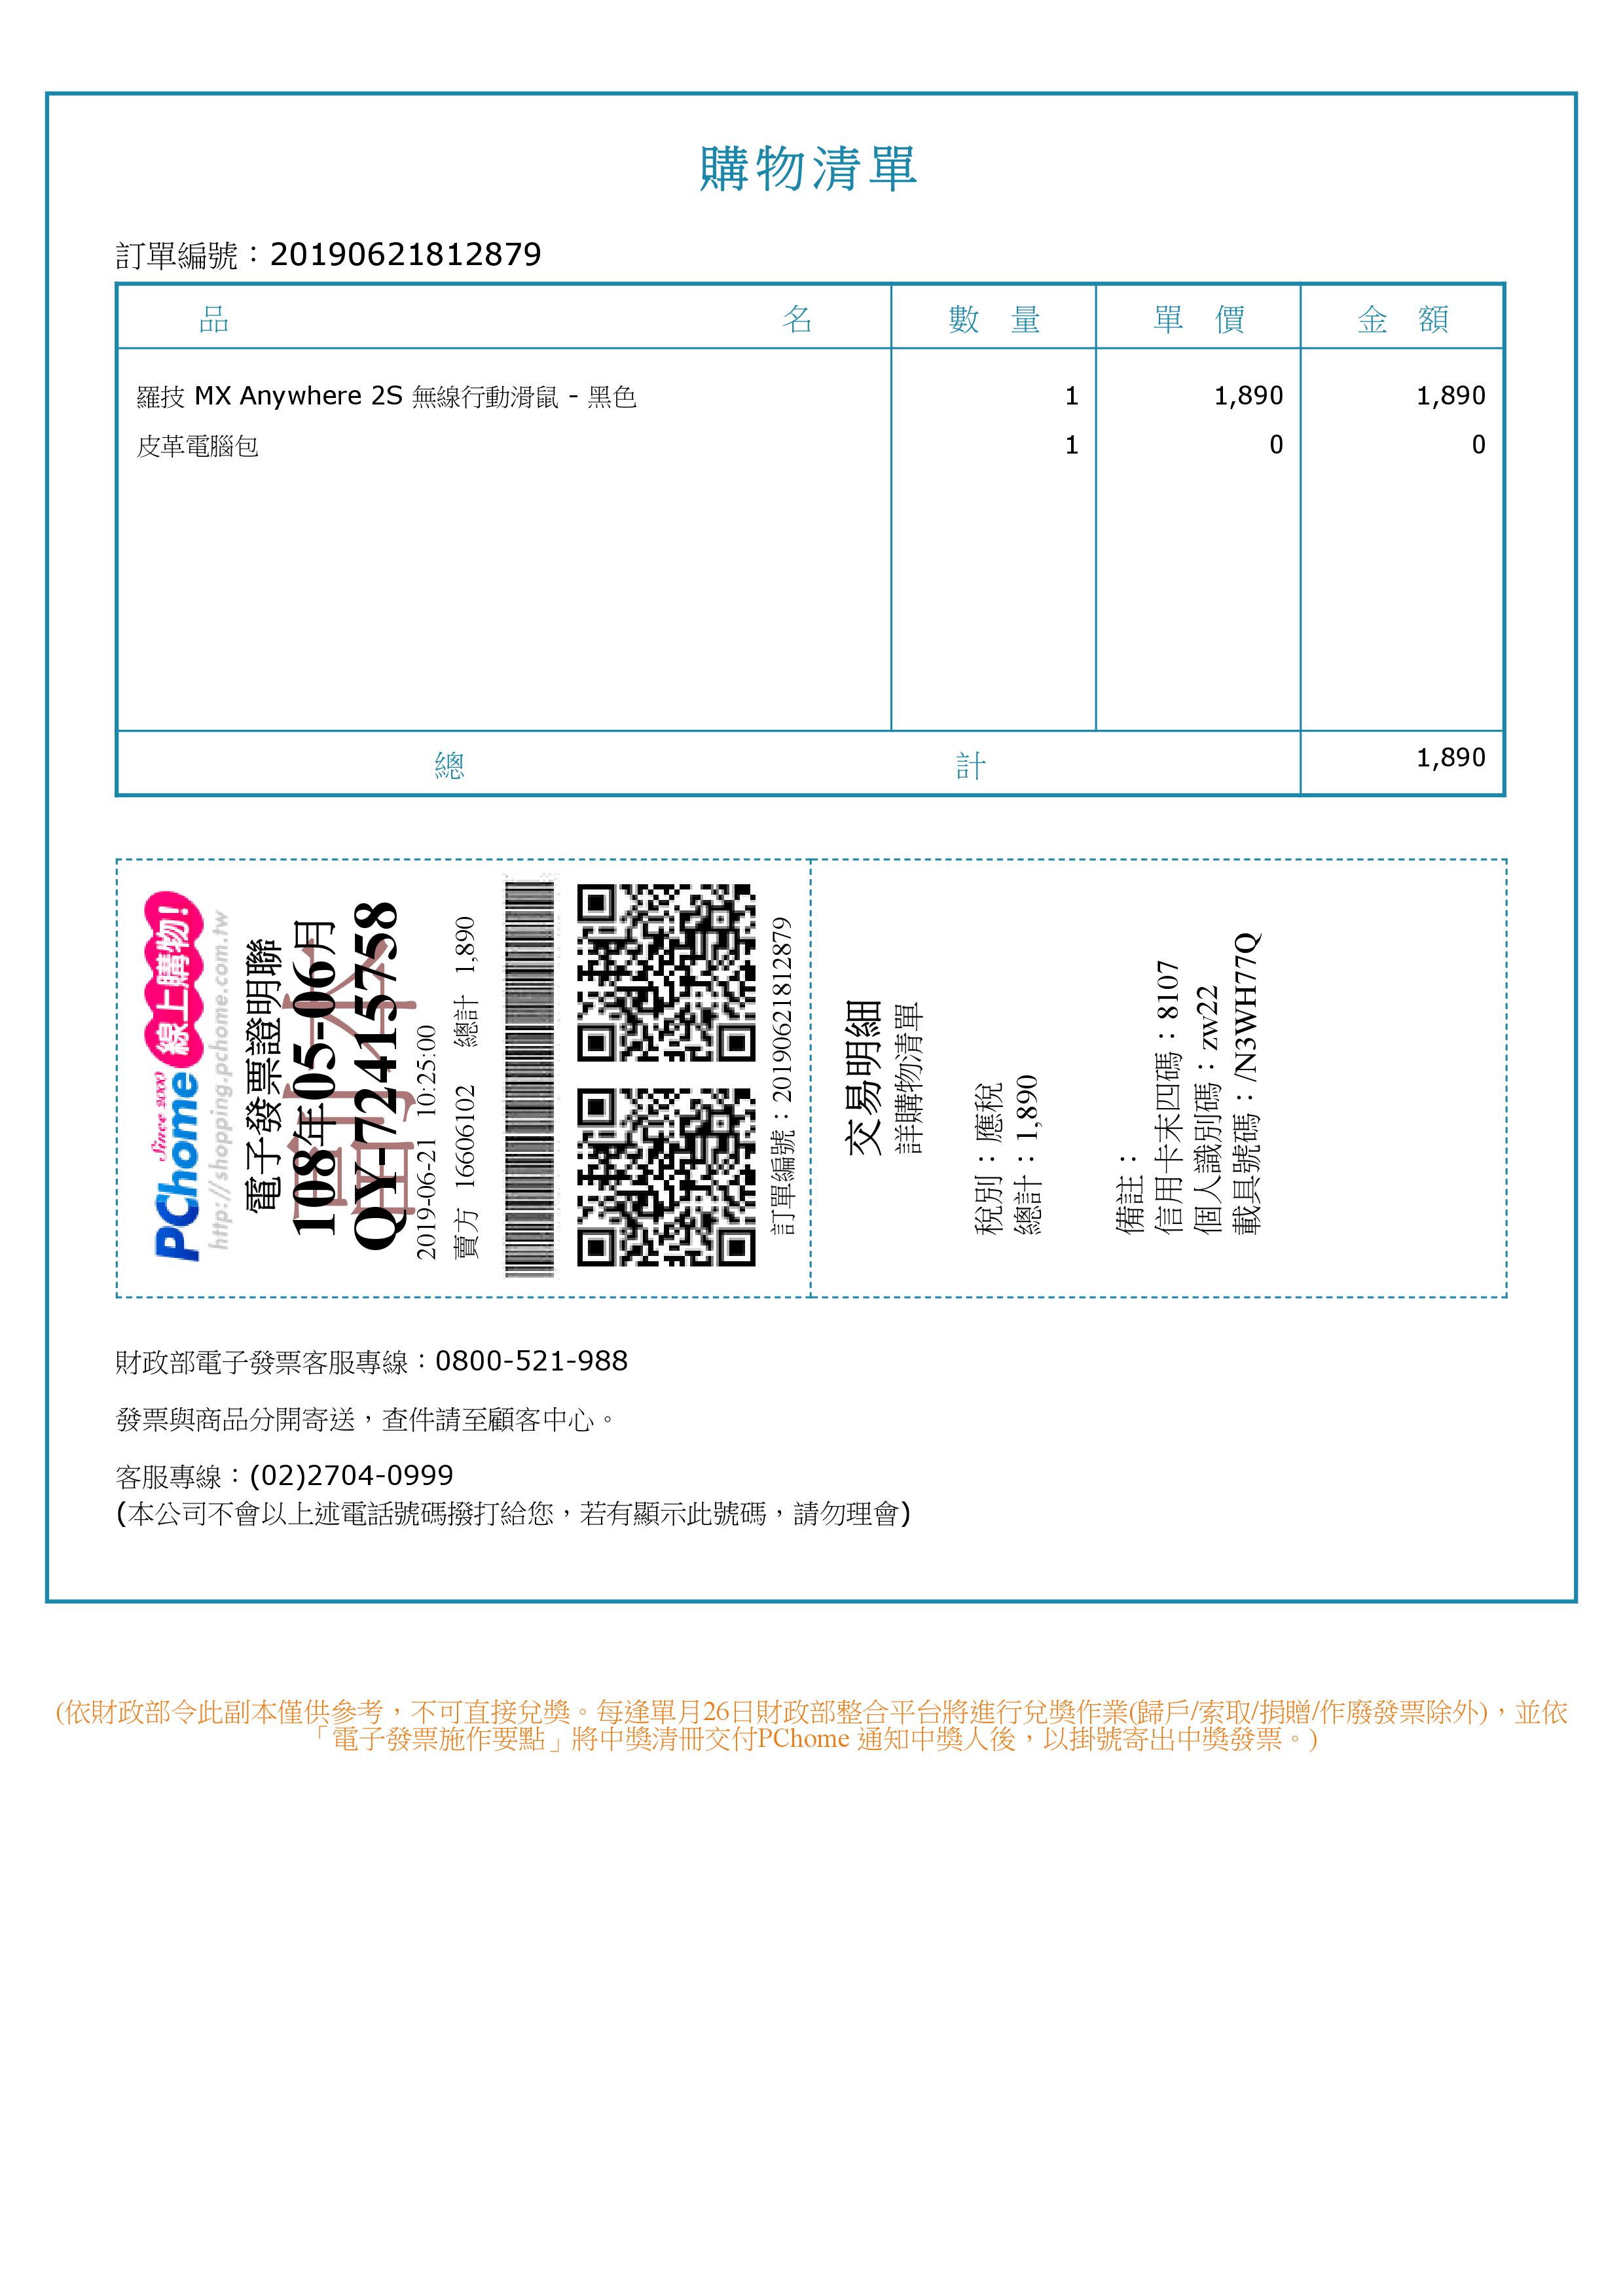 購物清單
訂單編號：20190621812879
品 名 數 量 單 價 金 額
羅技 MX Anywhere 2S 無線行動滑鼠 - 黑色 1 1,890 1,890
皮革電腦包 1 0 0
總 計 1,890
Since 2000
PChome 線上購物!
http://shopping.pchome.com.tw
電子發票證明聯
副本
108年05-06月
QY-72415758
2019-06-21 10:25:00
賣方 16606102 總計 1,890
訂單編號：20190621812879
交易明細
詳購物清單
稅別：應稅
總計：1,890
備註：
信用卡末四碼：8107
個人識別碼：zw22
載具號碼：/N3WH77Q
財政部電子發票客服專線：0800-521-988
發票與商品分開寄送，查件請至顧客中心。
客服專線：(02)2704-0999
(本公司不會以上述電話號碼撥打給您，若有顯示此號碼，請勿理會)
(依財政部令此副本僅供參考，不可直接兌獎。每逢單月26日財政部整合平台將進行兌獎作業(歸戶/索取/捐贈/作廢發票除外)，並依
「電子發票施作要點」將中獎清冊交付PChome 通知中獎人後，以掛號寄出中獎發票。)